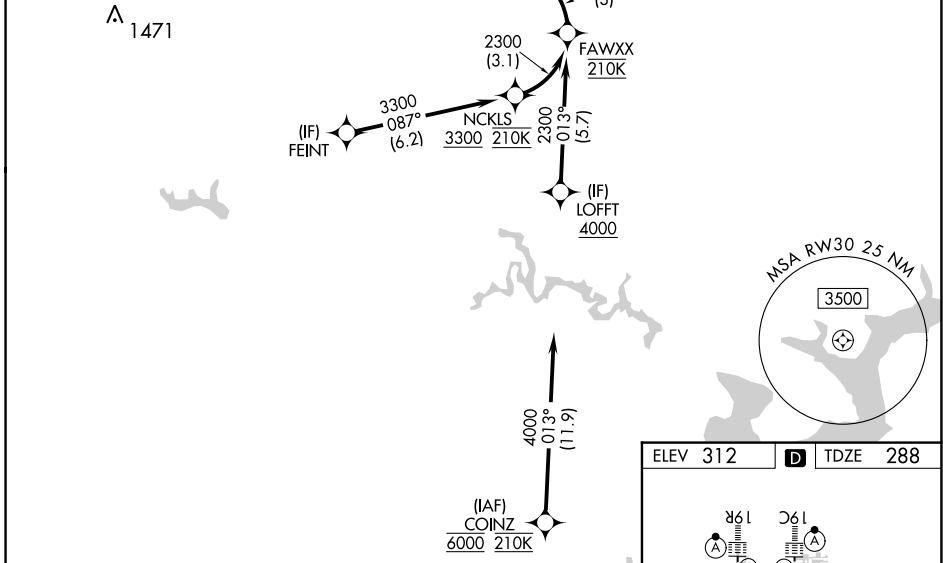 1471
(3)
2300
(3.1)
FAWXX
210K
3300
087°
(6.2)
(IF)
FEINT
NCKLS
3300 210K
2300
013°
(5.7)
(IF)
LOFFT
4000
MSA RW30 25 NM
3500
4000
013°
(11.9)
(IAF)
COINZ
6000 210K
ELEV 312 D TDZE 288
19R 19C
A A